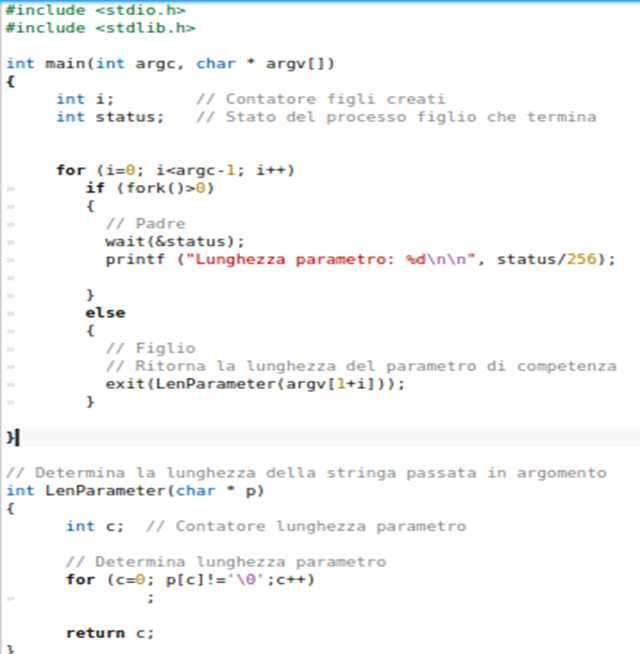 #include <stdio.h>
#include <stdlib.h>
int main(int argc, char * argv[])
{
int i; // Contatore figli creati
int status; // Stato del processo figlio che termina
for (i=0; i<argc-1; i++)
» if (fork()>0)
» {
» // Padre
» wait(&status);
» printf ("Lunghezza parametro: %d\n\n", status/256);
»
» }
» else
» {
» // Figlio
» // Ritorna la lunghezza del parametro di competenza
» exit(LenParameter(argv[1+i]));
» }
}
// Determina la lunghezza della stringa passata in argomento
int LenParameter(char * p)
{
int c; // Contatore lunghezza parametro
// Determina lunghezza parametro
for (c=0; p[c]!='\0';c++)
» ;
return c;
}